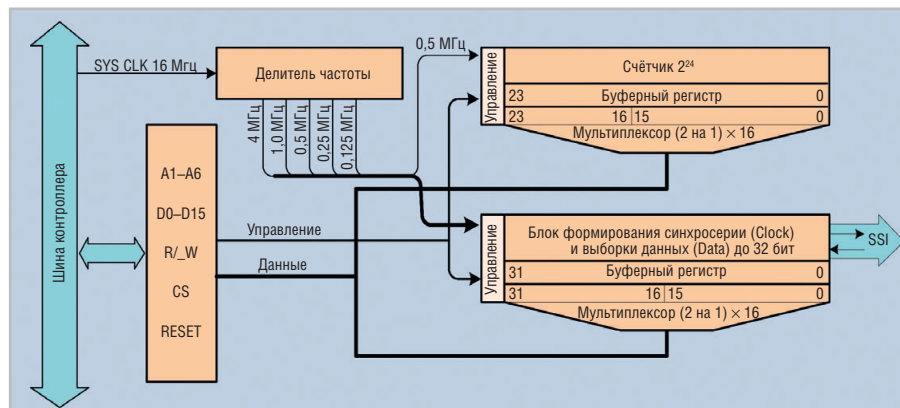 Шина контроллера
SYS CLK 16 Мгц
Делитель частоты
4 МГц
1,0 МГц
0,5 МГц
0,25 МГц
0,125 МГц
0,5 МГц
A1–A6
D0–D15
R/_W
CS
RESET
Управление
Данные
Управление
Счётчик 2²⁴
23 Буферный регистр 0
23 16 15 0
Мультиплексор (2 на 1) × 16
Управление
Блок формирования синхросерии (Clock)
и выборки данных (Data) до 32 бит
31 Буферный регистр 0
31 16 15 0
Мультиплексор (2 на 1) × 16
SSI